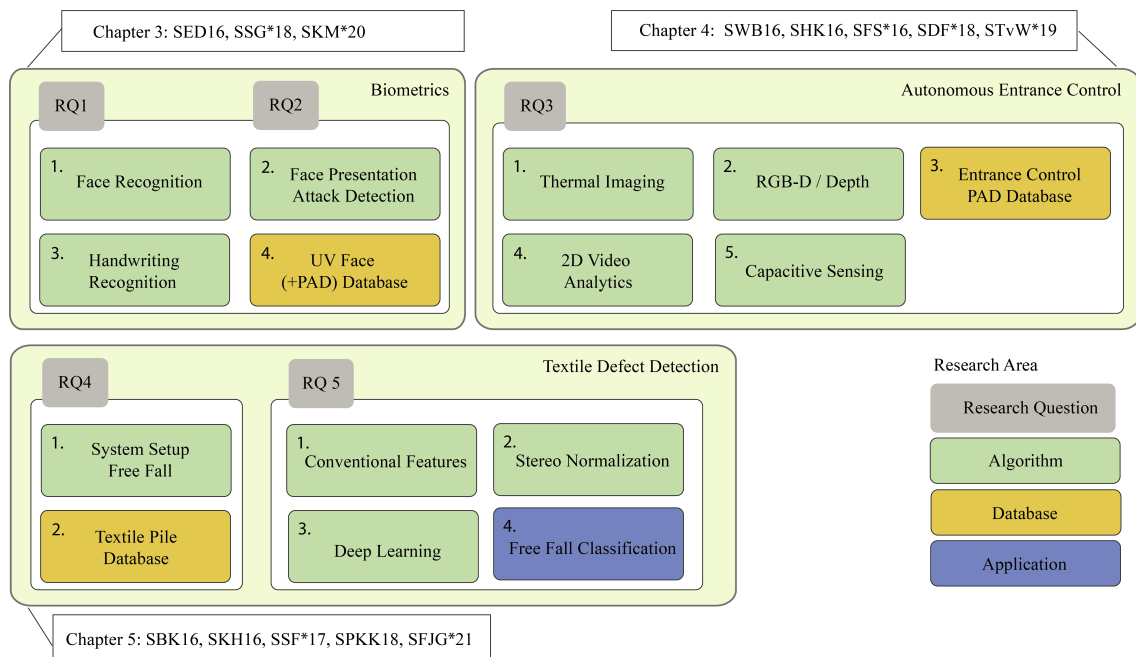 Chapter 3: SED16, SSG*18, SKM*20
Chapter 4: SWB16, SHK16, SFS*16, SDF*18, STvW*19
Biometrics
RQ1
RQ2
1. Face Recognition
2. Face Presentation
Attack Detection
3. Handwriting
Recognition
4. UV Face
(+PAD) Database
Autonomous Entrance Control
RQ3
1. Thermal Imaging
2. RGB-D / Depth
3. Entrance Control
PAD Database
4. 2D Video
Analytics
5. Capacitive Sensing
Textile Defect Detection
RQ4
1. System Setup
Free Fall
2. Textile Pile
Database
RQ 5
1. Conventional Features
2. Stereo Normalization
3. Deep Learning
4. Free Fall Classification
Research Area
Research Question
Algorithm
Database
Application
Chapter 5: SBK16, SKH16, SSF*17, SPKK18, SFJG*21